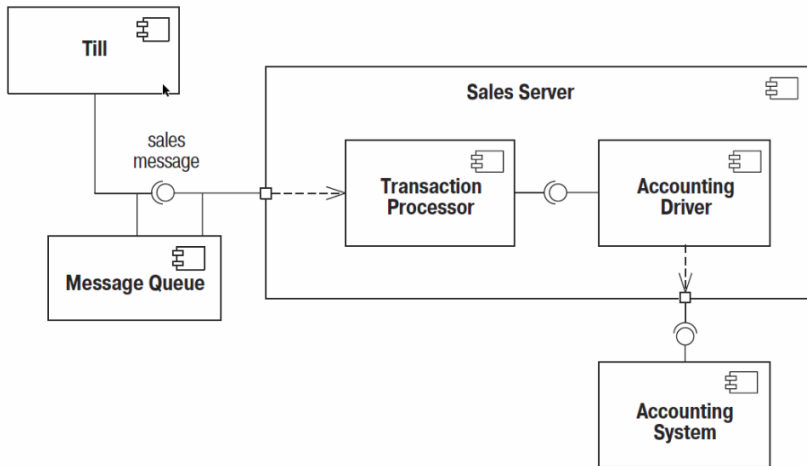 Till
sales
message
Sales Server
Transaction
Processor
Accounting
Driver
Message Queue
Accounting
System